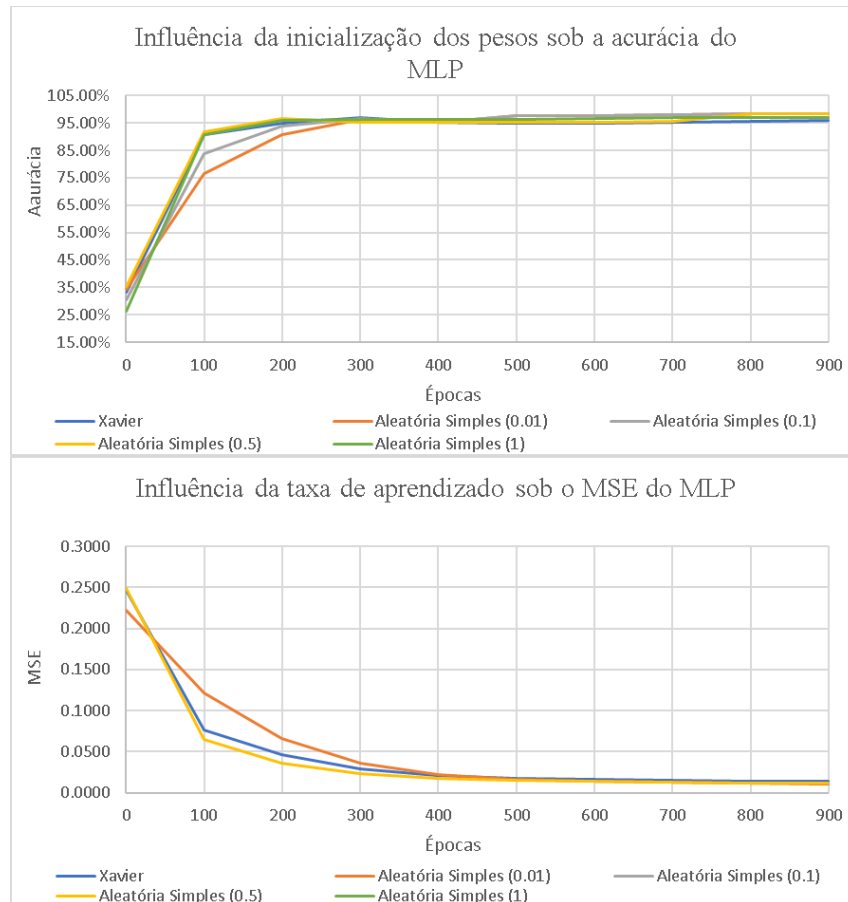 Influência da inicialização dos pesos sob a acurácia do
MLP
105.00%
95.00%
85.00%
75.00%
65.00%
55.00%
45.00%
35.00%
25.00%
15.00%
Aaurácia
0 100 200 300 400 500 600 700 800 900
Épocas
Xavier Aleatória Simples (0.01) Aleatória Simples (0.1)
Aleatória Simples (0.5) Aleatória Simples (1)
Influência da taxa de aprendizado sob o MSE do MLP
0.3000
0.2500
0.2000
0.1500
0.1000
0.0500
0.0000
MSE
0 100 200 300 400 500 600 700 800 900
Épocas
Xavier Aleatória Simples (0.01) Aleatória Simples (0.1)
Aleatória Simples (0.5) Aleatória Simples (1)